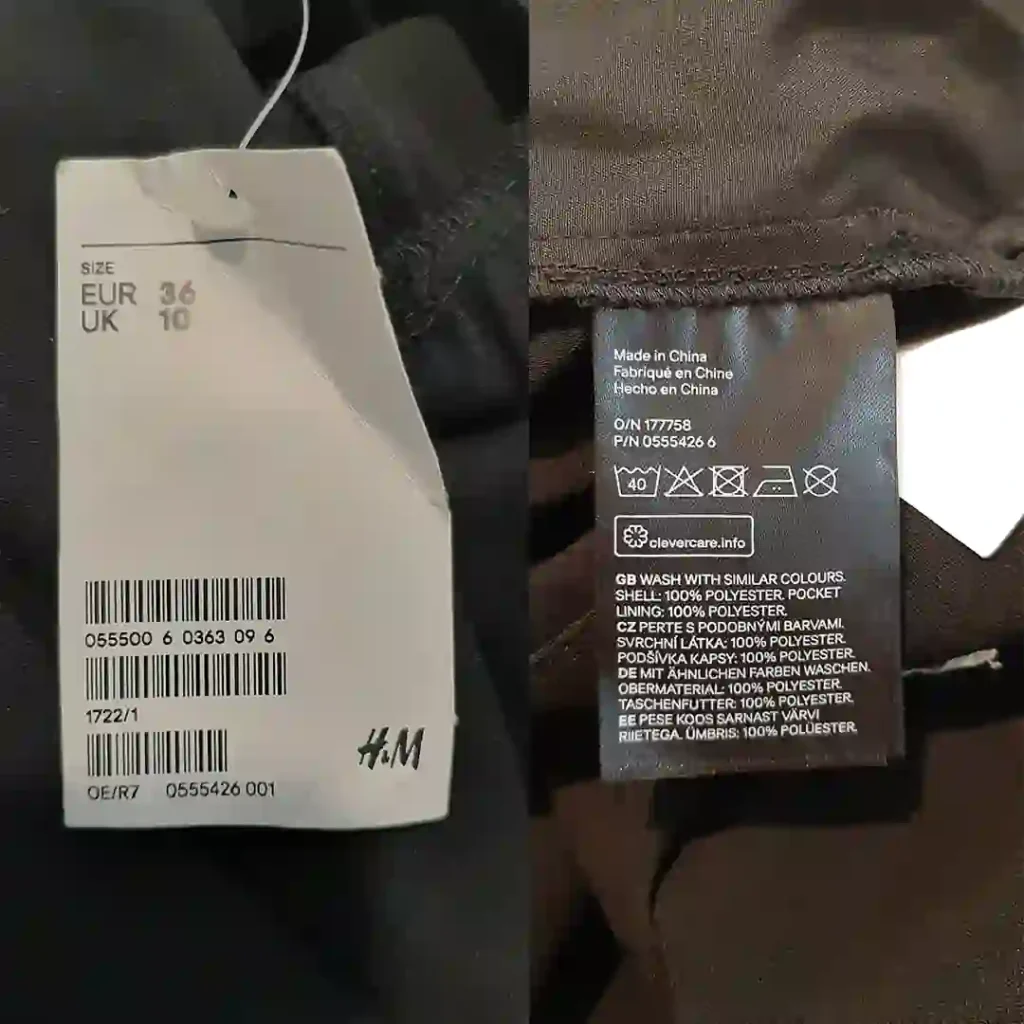 SIZE
EUR 36
UK 10
055500 6 0363 09 6
1722/1
H&M
OE/R7 0555426 001
Made in China
Fabriqué en Chine
Hecho en China
O/N 177758
P/N 0555426 6
40
clevercare.info
GB WASH WITH SIMILAR COLOURS.
SHELL: 100% POLYESTER. POCKET
LINING: 100% POLYESTER.
CZ PERTE S PODOBNÝMI BARVAMI.
SVRCHNÍ LÁTKA: 100% POLYESTER.
PODŠÍVKA KAPSY: 100% POLYESTER.
DE MIT ÄHNLICHEN FARBEN WASCHEN.
OBERMATERIAL: 100% POLYESTER.
TASCHENFUTTER: 100% POLYESTER.
EE PESE KOOS SARNAST VÄRVI
RIIETEGA. ÜMBRIS: 100% POLÜESTER.